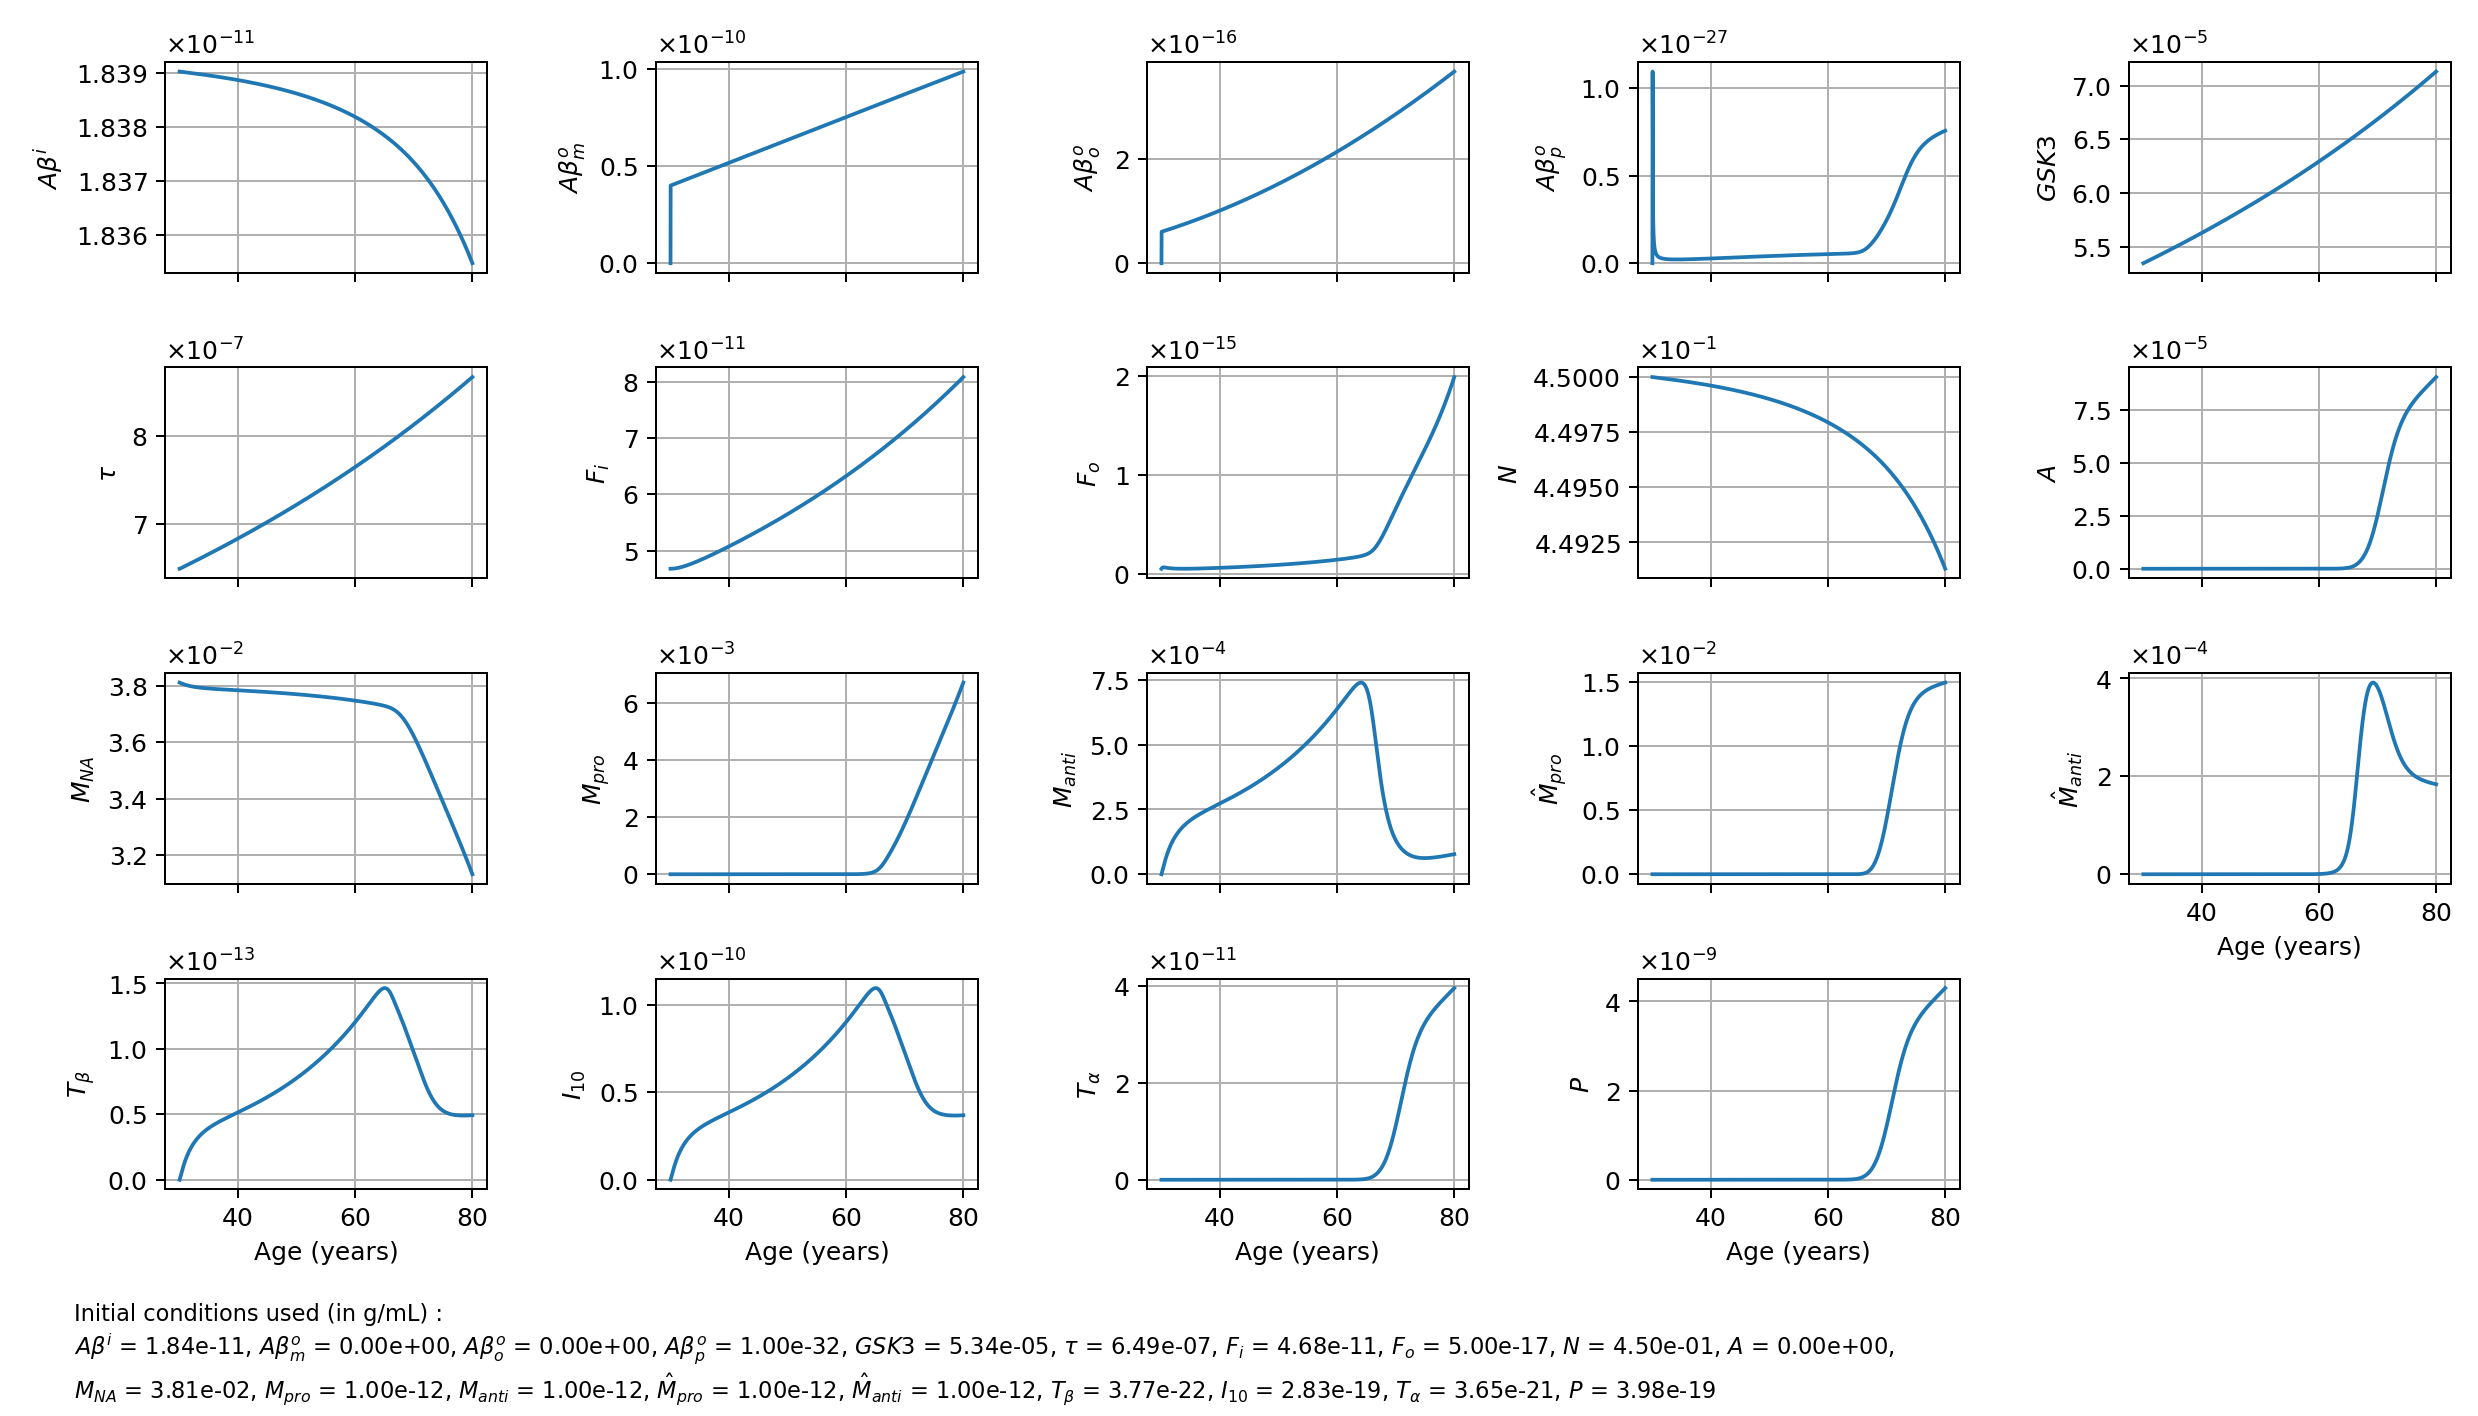 ×10⁻¹¹ ×10⁻¹⁰ ×10⁻¹⁶ ×10⁻²⁷ ×10⁻⁵
1.839 1.838 1.837 1.836 Aβⁱ
1.0 0.5 0.0 Aβₘᵒ
2 0 Aβₒᵒ
1.0 0.5 0.0 Aβₚᵒ
7.0 6.5 6.0 5.5 GSK3
×10⁻⁷ ×10⁻¹¹ ×10⁻¹⁵ ×10⁻¹ ×10⁻⁵
8 7 τ
8 7 6 5 Fᵢ
2 1 0 Fₒ
4.5000 4.4975 4.4950 4.4925 N
7.5 5.0 2.5 0.0 A
×10⁻² ×10⁻³ ×10⁻⁴ ×10⁻² ×10⁻⁴
3.8 3.6 3.4 3.2 M_NA
6 4 2 0 M_pro
7.5 5.0 2.5 0.0 M_anti
1.5 1.0 0.5 0.0 M̂_pro
4 2 0 M̂_anti
40 60 80
Age (years)
×10⁻¹³ ×10⁻¹⁰ ×10⁻¹¹ ×10⁻⁹
1.5 1.0 0.5 0.0 T_β
1.0 0.5 0.0 I₁₀
4 2 0 T_α
4 2 0 P
40 60 80 40 60 80 40 60 80 40 60 80
Age (years) Age (years) Age (years) Age (years)
Initial conditions used (in g/mL) :
Aβⁱ = 1.84e-11, Aβₘᵒ = 0.00e+00, Aβₒᵒ = 0.00e+00, Aβₚᵒ = 1.00e-32, GSK3 = 5.34e-05, τ = 6.49e-07, Fᵢ = 4.68e-11, Fₒ = 5.00e-17, N = 4.50e-01, A = 0.00e+00,
M_NA = 3.81e-02, M_pro = 1.00e-12, M_anti = 1.00e-12, M̂_pro = 1.00e-12, M̂_anti = 1.00e-12, T_β = 3.77e-22, I₁₀ = 2.83e-19, T_α = 3.65e-21, P = 3.98e-19